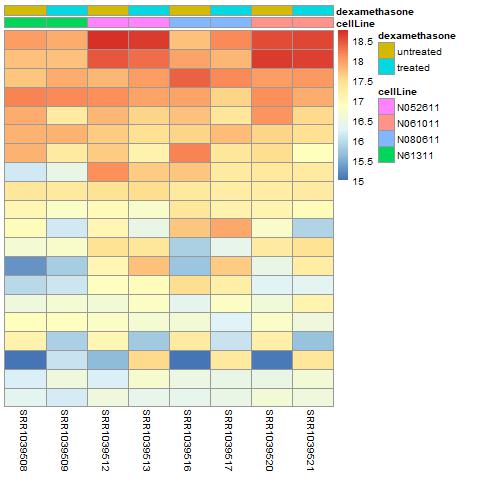 dexamethasone
cellLine
18.5
18
17.5
17
16.5
16
15.5
15
dexamethasone
untreated
treated
cellLine
N052611
N061011
N080611
N61311
SRR1039508
SRR1039509
SRR1039512
SRR1039513
SRR1039516
SRR1039517
SRR1039520
SRR1039521